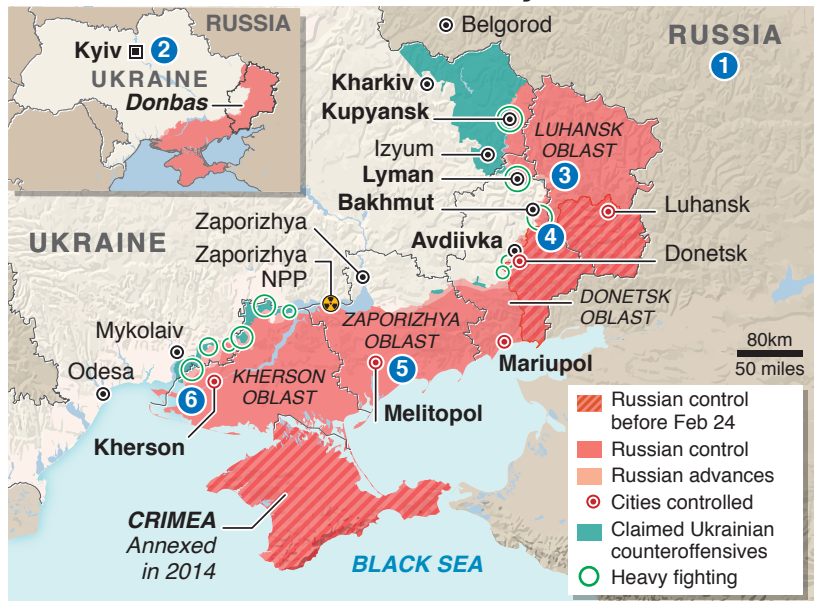 RUSSIA
Kyiv
2
UKRAINE
Donbas
Belgorod
RUSSIA
1
Kharkiv
Kupyansk
LUHANSK
OBLAST
Izyum
Lyman
3
Bakhmut
Luhansk
Zaporizhya
4
UKRAINE
Avdiivka
Zaporizhya
NPP
Donetsk
DONETSK
OBLAST
ZAPORIZHYA
OBLAST
Mykolaiv
80km
50 miles
Mariupol
5
Odesa
KHERSON
OBLAST
6
Melitopol
Kherson
CRIMEA
Annexed
in 2014
BLACK SEA
Russian control
before Feb 24
Russian control
Russian advances
Cities controlled
Claimed Ukrainian
counteroffensives
Heavy fighting